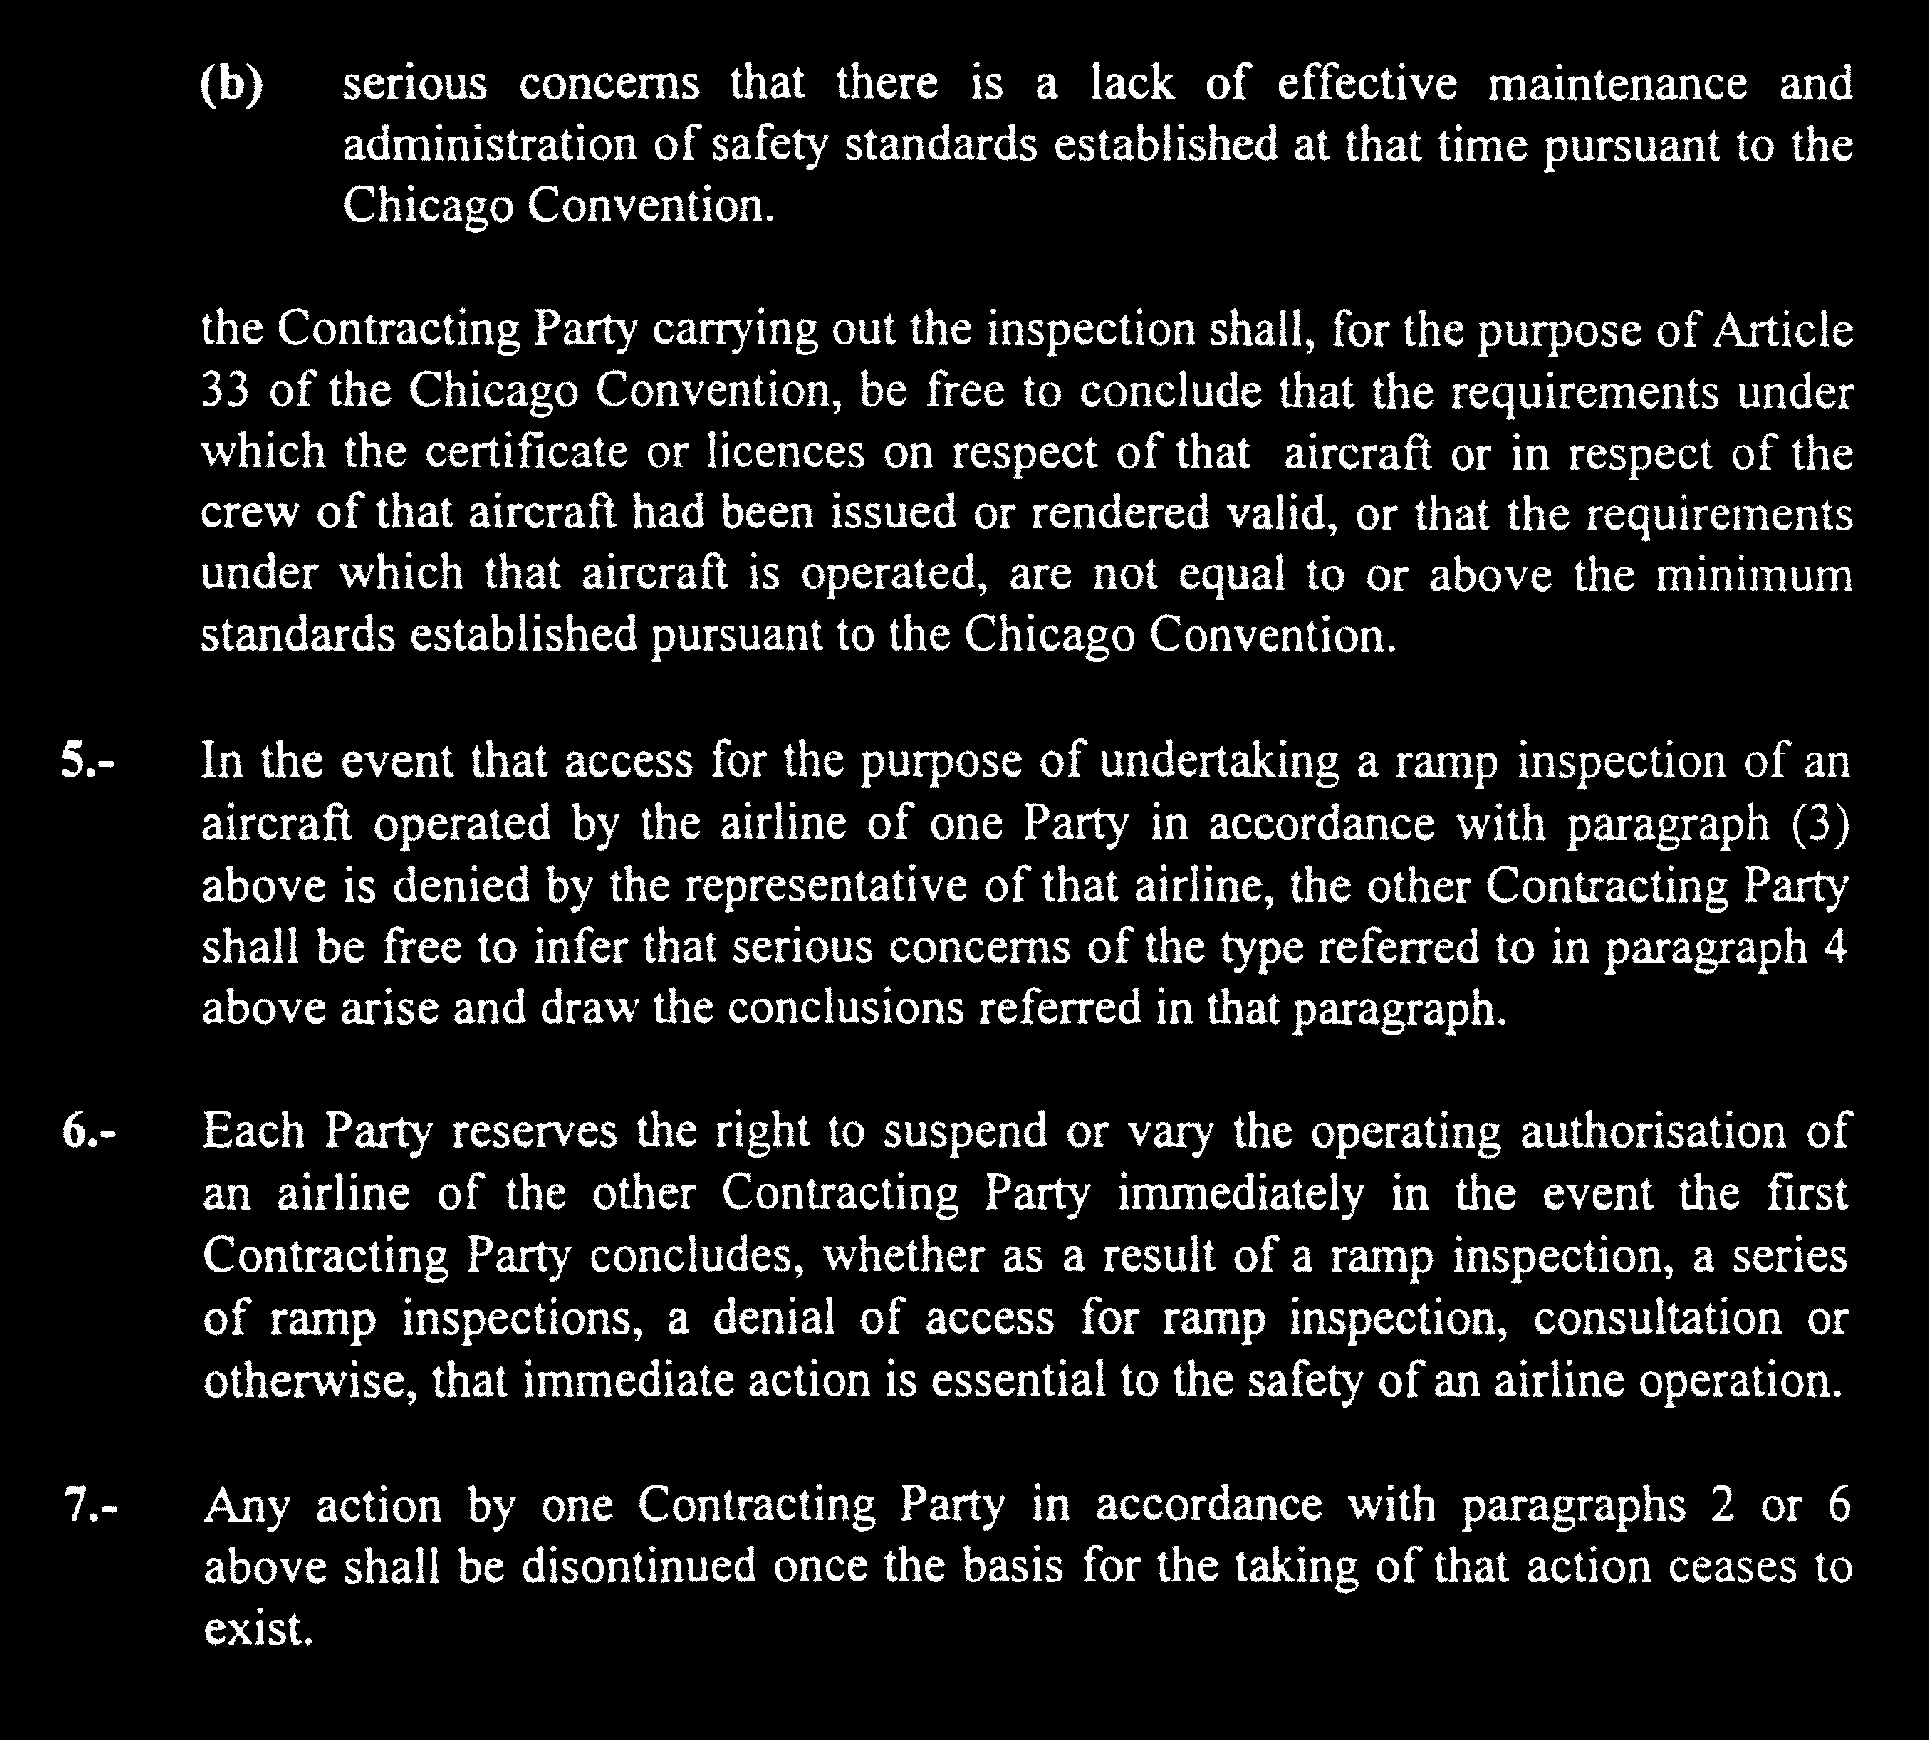 (b) serious concerns that there is a lack of effective maintenance and
administration of safety standards established at that time pursuant to the
Chicago Convention.
the Contracting Party carrying out the inspection shall, for the purpose of Article
33 of the Chicago Convention, be free to conclude that the requirements under
which the certificate or licences on respect of that aircraft or in respect of the
crew of that aircraft had been issued or rendered valid, or that the requirements
under which that aircraft is operated, are not equal to or above the minimum
standards established pursuant to the Chicago Convention.
5.- In the event that access for the purpose of undertaking a ramp inspection of an
aircraft operated by the airline of one Party in accordance with paragraph (3)
above is denied by the representative of that airline, the other Contracting Party
shall be free to infer that serious concerns of the type referred to in paragraph 4
above arise and draw the conclusions referred in that paragraph.
6.- Each Party reserves the right to suspend or vary the operating authorisation of
an airline of the other Contracting Party immediately in the event the first
Contracting Party concludes, whether as a result of a ramp inspection, a series
of ramp inspections, a denial of access for ramp inspection, consultation or
otherwise, that immediate action is essential to the safety of an airline operation.
7.- Any action by one Contracting Party in accordance with paragraphs 2 or 6
above shall be disontinued once the basis for the taking of that action ceases to
exist.